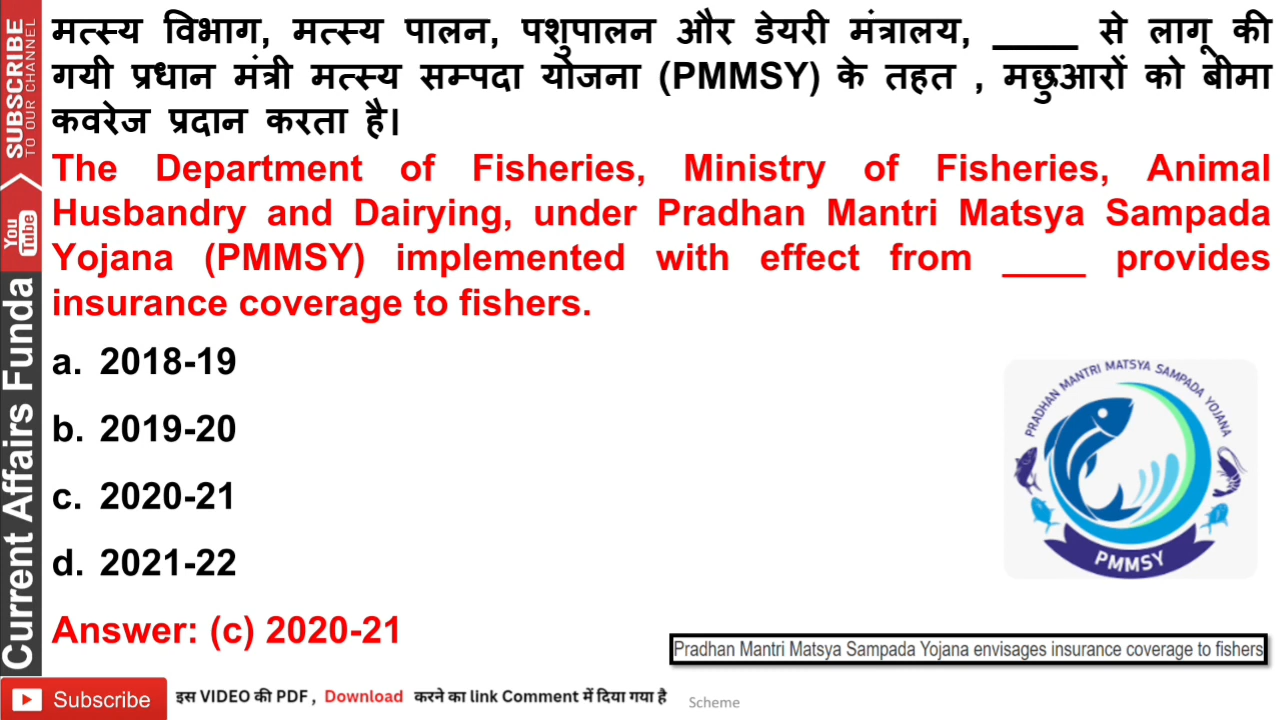 मत्स्य विभाग, मत्स्य पालन, पशुपालन और डेयरी मंत्रालय, _____ से लागू की
गयी प्रधान मंत्री मत्स्य सम्पदा योजना (PMMSY) के तहत , मछुआरों को बीमा
कवरेज प्रदान करता है।
The Department of Fisheries, Ministry of Fisheries, Animal
Husbandry and Dairying, under Pradhan Mantri Matsya Sampada
Yojana (PMMSY) implemented with effect from ____ provides
insurance coverage to fishers.
a. 2018-19
b. 2019-20
c. 2020-21
d. 2021-22
Answer: (c) 2020-21
PRADHAN MANTRI MATSYA SAMPADA YOJANA
PMMSY
Pradhan Mantri Matsya Sampada Yojana envisages insurance coverage to fishers
SUBSCRIBE
TO OUR CHANNEL
You
Tube
Current Affairs Funda
Subscribe
इस VIDEO की PDF , Download करने का link Comment में दिया गया है
Scheme